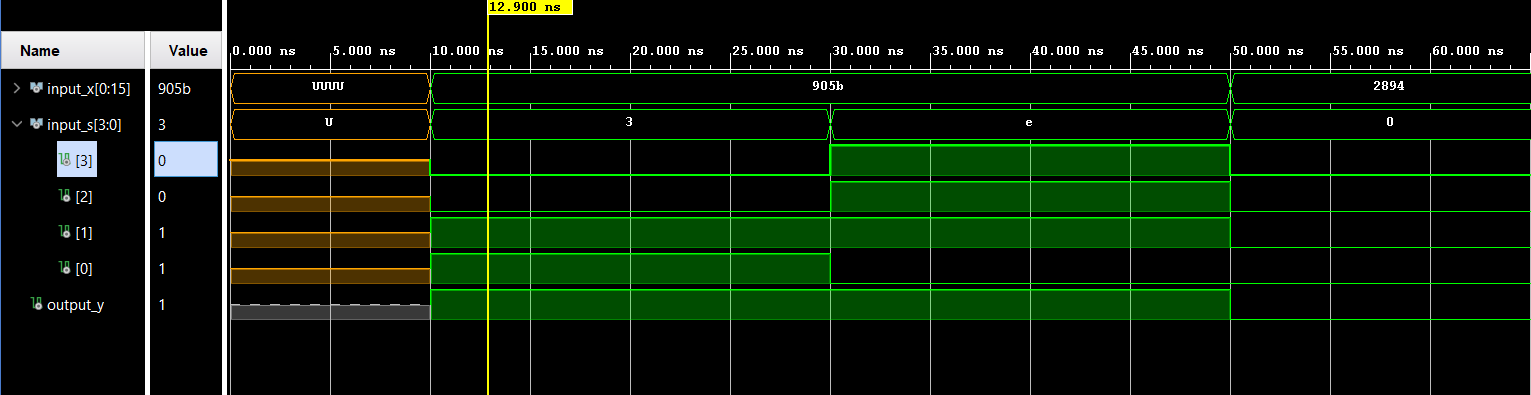 12.900 ns
Name Value
0.000 ns 5.000 ns 10.000 ns 15.000 ns 20.000 ns 25.000 ns 30.000 ns 35.000 ns 40.000 ns 45.000 ns 50.000 ns 55.000 ns 60.000 ns
input_x[0:15] 905b UUUU 905b 2894
input_s[3:0] 3 U 3 e 0
[3] 0
[2] 0
[1] 1
[0] 1
output_y 1